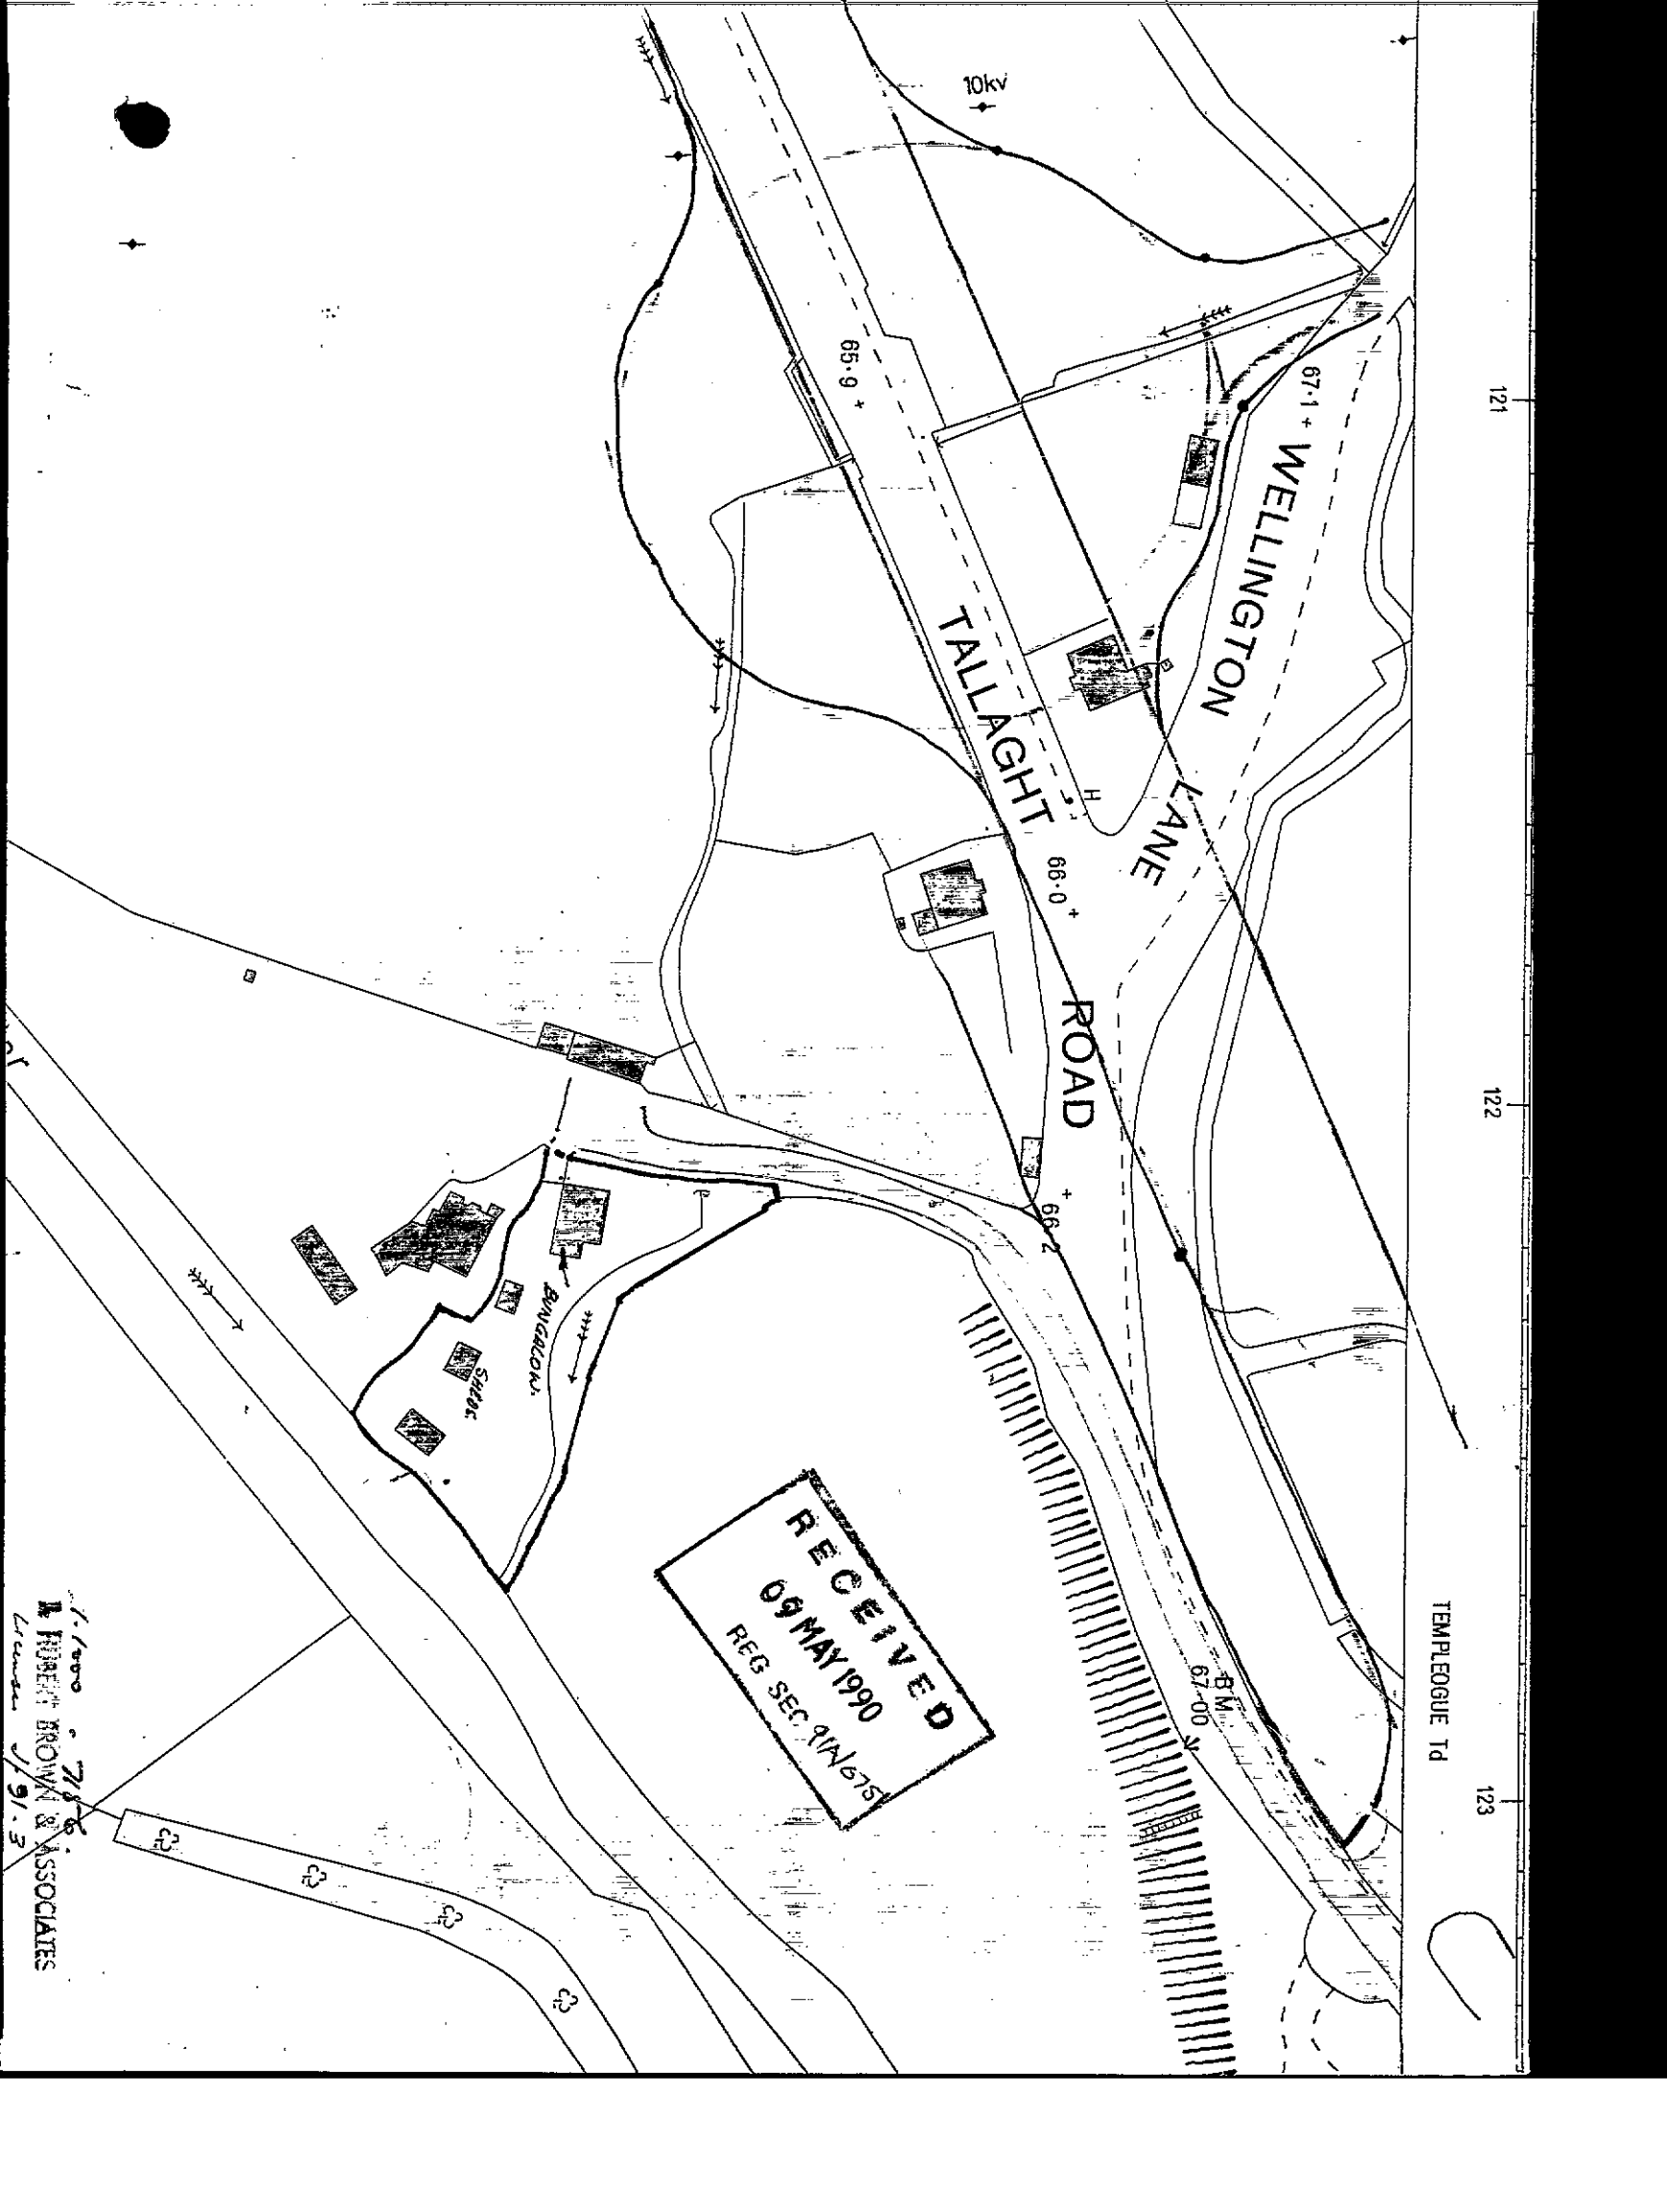 121
122
123
TEMPLEOGUE Td
10kv
67·1 +
WELLINGTON
LANE
65·9 +
TALLAGHT
ROAD
H
66·0 +
+ 66·2
B M
67·00
BUNGALOW.
SHEDS.
RECEIVED
09 MAY 1990
REG SEC.
BROWN & ASSOCIATES